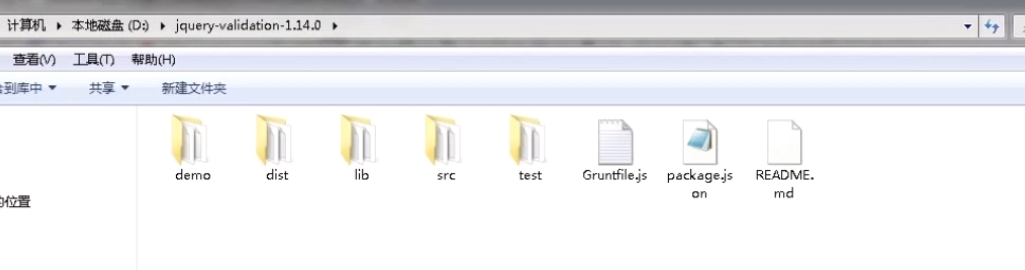 计算机 ▸ 本地磁盘 (D:) ▸ jquery-validation-1.14.0 ▸
查看(V) 工具(T) 帮助(H)
含到库中 ▾ 共享 ▾ 新建文件夹
demo
dist
lib
src
test
Gruntfile.js
package.js
on
README.
md
的位置